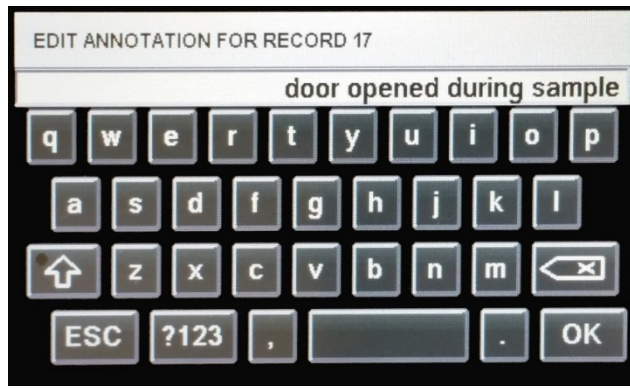 EDIT ANNOTATION FOR RECORD 17
door opened during sample
q w e r t y u i o p
a s d f g h j k l
z x c v b n m
ESC ?123 , . OK